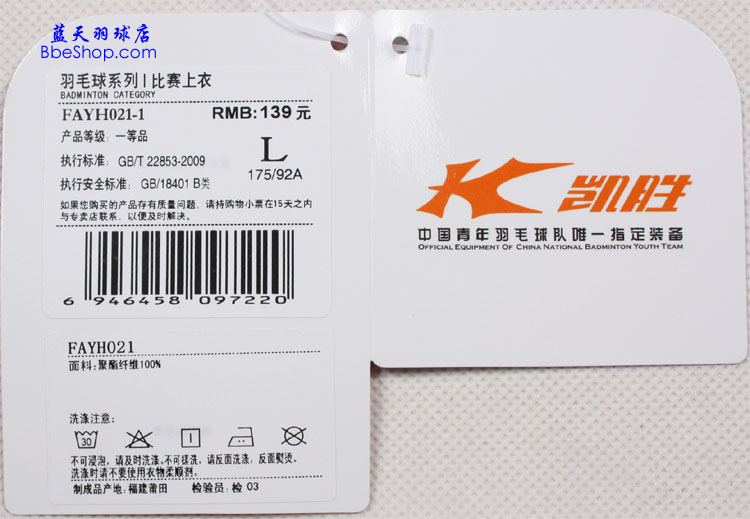 蓝天羽球店
BbeShop.com
羽毛球系列 | 比赛上衣
BADMINTON CATEGORY
FAYH021-1 RMB: 139 元
产品等级: 一等品
执行标准: GB/T 22853-2009
L
175/92A
执行安全标准: GB/18401 B类
如果您购买的产品存有质量问题, 请持购物小票在15天之内
与专卖店联系, 以便及时解决。
6 946458 097220
FAYH021
面料: 聚酯纤维100%
洗涤注意:
30
不可浸泡, 请及时洗涤。不可揉洗, 请反面洗涤, 反面熨烫。
洗涤时请不要使用衣物柔顺剂。
制成品产地: 福建莆田 检验员: 检 03
K 凯胜
中国青年羽毛球队唯一指定装备
OFFICIAL EQUIPMENT OF CHINA NATIONAL BADMINTON YOUTH TEAM